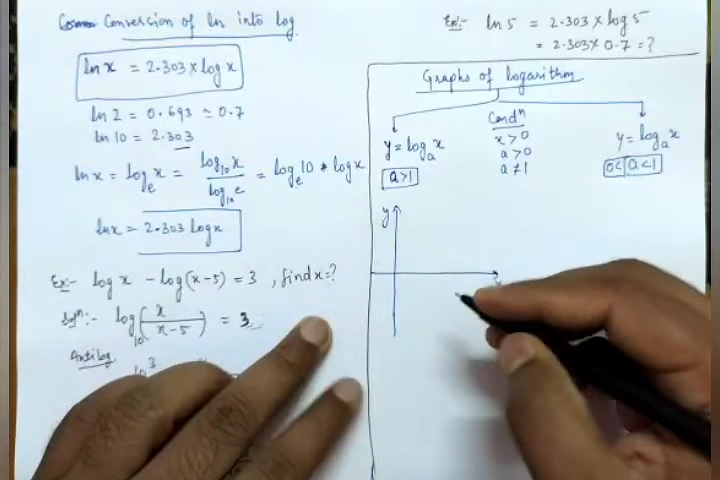 Conversion of ln into log
ln x = 2.303 × log x
ln 2 = 0.693 ≃ 0.7
ln 10 = 2.303
ln x = log_e x = log_10 x / log_10 e = log_e 10 * log x
ln x = 2.303 log x
Ex:- log x - log(x-5) = 3 , find x=?
Solⁿ:- log_10(x / x-5) = 3
Antilog
10³
Ex:- ln 5 = 2.303 × log 5
= 2.303 × 0.7 = ?
Graphs of logarithm
y = log_a x
a>1
Condⁿ
x>0
a>0
a≠1
y = log_a x
0< a<1
y
x